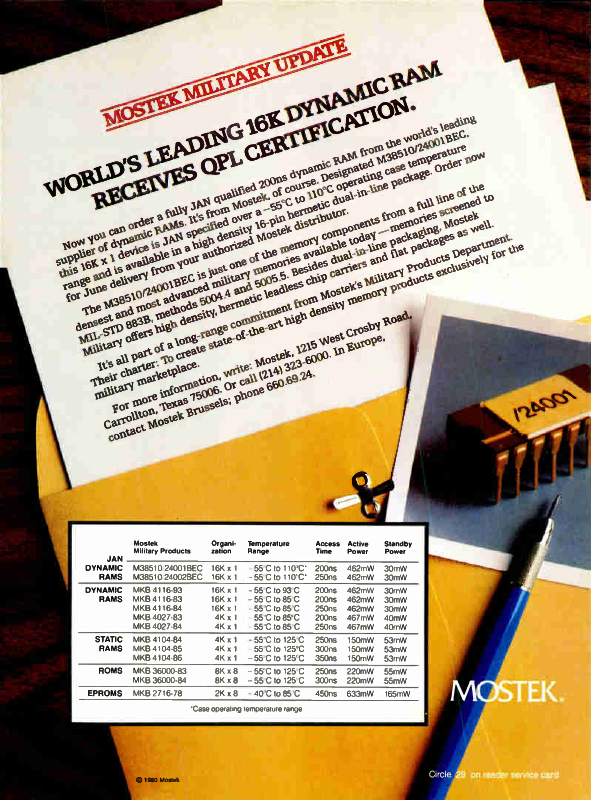 MOSTEK MILITARY UPDATE
WORLD'S LEADING 16K DYNAMIC RAM
RECEIVES QPL CERTIFICATION.
Now you can order a fully JAN qualified 200ns dynamic RAM from the world's leading
supplier of dynamic RAMs. It's from Mostek, of course. Designated M38510/24001BEC,
this 16K x 1 device is JAN specified over a -55°C to 110°C operating case temperature
range and is available in a high density 16-pin hermetic dual-in-line package. Order now
for June delivery from your authorized Mostek distributor.
The M38510/24001BEC is just one of the memory components from a full line of the
densest and most advanced military memories available today — memories screened to
MIL-STD 883B, methods 5004.4 and 5005.5. Besides dual-in-line packaging, Mostek
Military offers high density, hermetic leadless chip carriers and flat packages as well.
It's all part of a long-range commitment from Mostek's Military Products Department.
Their charter: To create state-of-the-art high density memory products exclusively for the
military marketplace.
For more information, write: Mostek, 1215 West Crosby Road,
Carrollton, Texas 75006. Or call (214) 323-6000. In Europe,
contact Mostek Brussels; phone 660.69.24.
/24001
Mostek Military Products Organi-zation Temperature Range Access Time Active Power Standby Power
JAN
DYNAMIC M38510 24001BEC 16K x 1 -55°C to 110°C* 200ns 462mW 30mW
RAMS M38510 24002BEC 16K x 1 -55°C to 110°C* 250ns 462mW 30mW
DYNAMIC MKB 4116-93 16K x 1 -55°C to 93°C 200ns 462mW 30mW
RAMS MKB 4116-83 16K x 1 -55°C to 85°C 200ns 462mW 30mW
MKB 4116-84 16K x 1 -55°C to 85°C 250ns 462mW 30mW
MKB 4027-83 4K x 1 -55°C to 85°C 200ns 467mW 40mW
MKB 4027-84 4K x 1 -55°C to 85°C 250ns 467mW 40mW
STATIC MKB 4104-84 4K x 1 -55°C to 125°C 250ns 150mW 53mW
RAMS MKB 4104-85 4K x 1 -55°C to 125°C 300ns 150mW 53mW
MKB 4104-86 4K x 1 -55°C to 125°C 350ns 150mW 53mW
ROMS MKB 36000-83 8K x 8 -55°C to 125°C 250ns 220mW 55mW
MKB 36000-84 8K x 8 -55°C to 125°C 300ns 220mW 55mW
EPROMS MKB 2716-78 2K x 8 -40°C to 85°C 450ns 633mW 165mW
*Case operating temperature range
MOSTEK®
© 1980 Mostek
Circle 29 on reader service card